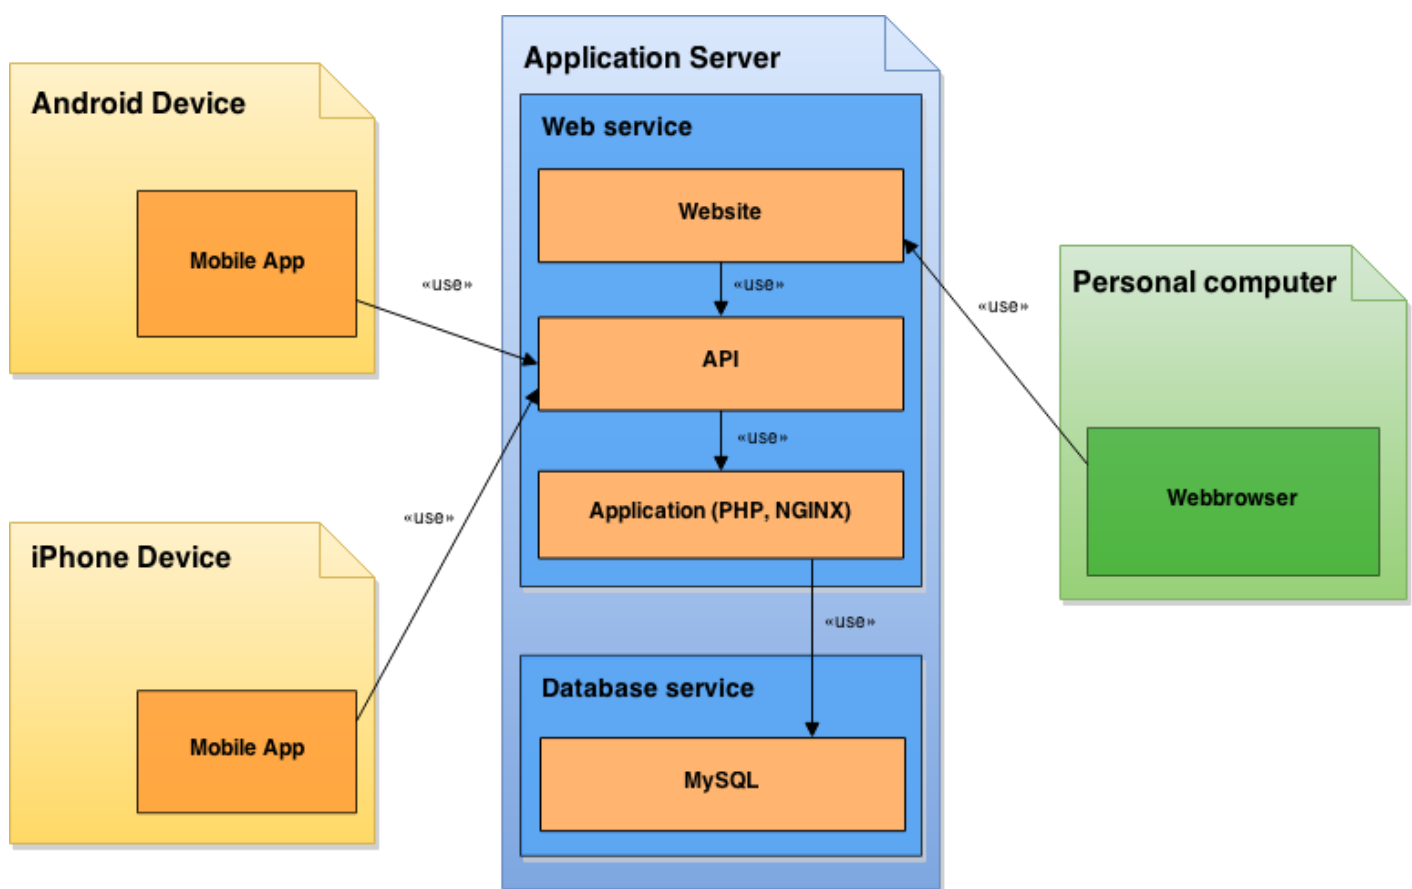 Application Server
Android Device
Web service
Website
Mobile App
«use»
«use»
«use»
Personal computer
API
«use»
Webbrowser
Application (PHP, NGINX)
«use»
iPhone Device
«use»
Database service
Mobile App
MySQL